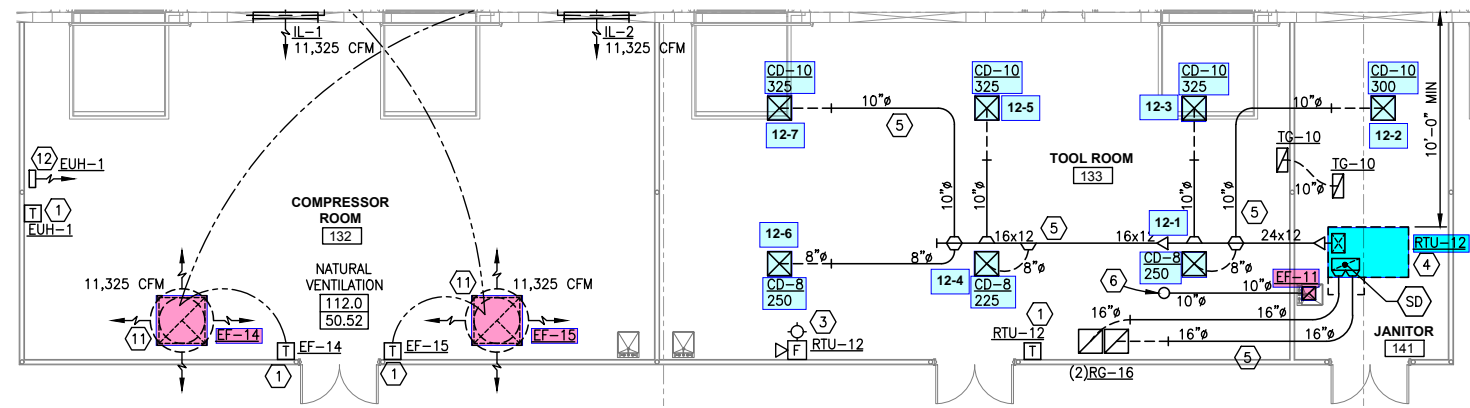 IL-1
11,325 CFM
IL-2
11,325 CFM
CD-10
325
12-7
10"ø
5
CD-10
325
12-5
CD-10
325
12-3
10"ø
CD-10
300
12-2
10'-0" MIN
12
EUH-1
T
1
EUH-1
COMPRESSOR
ROOM
132
NATURAL
VENTILATION
112.0
50.52
TOOL ROOM
133
TG-10
TG-10
10"ø
10"ø
10"ø
10"ø
5
5
12-6
8"ø
8"ø
CD-8
250
16x12
16x12
12-1
24x12
12-4
8"ø
CD-8
225
CD-8
250
8"ø
RTU-12
4
11,325 CFM
11
EF-14
T
EF-14
1
11
11,325 CFM
EF-15
T
EF-15
1
6
10"ø
10"ø
EF-11
SD
3
F
RTU-12
1
RTU-12
T
16"ø
16"ø
16"ø
16"ø
5
(2)RG-16
JANITOR
141